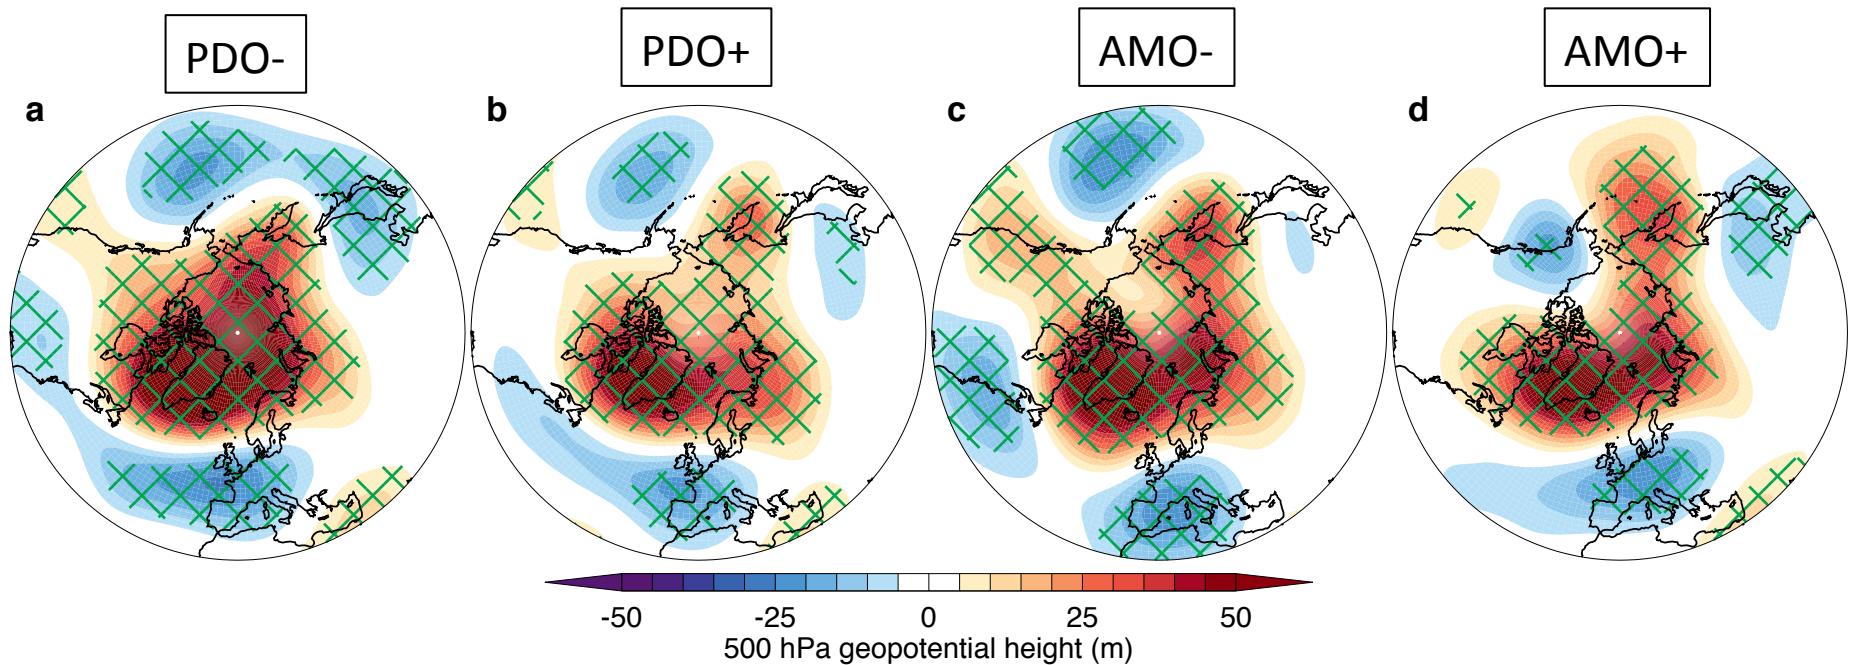 PDO-
PDO+
AMO-
AMO+
a
b
c
d
-50
-25
0
25
50
500 hPa geopotential height (m)